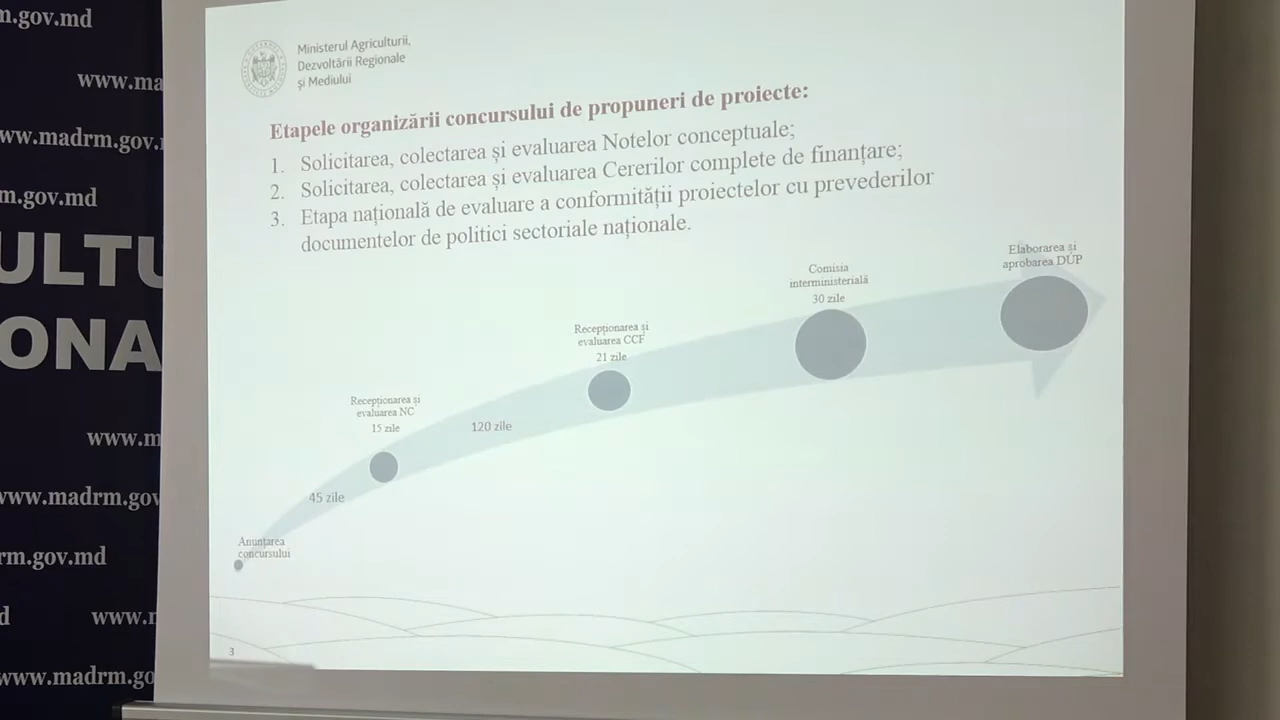 m.gov.md
www.ma
ww.madrm.gov.
m.gov.md
ULTU
ONA
www.m
www.madrm.gov
rm.gov.md
d
www.r
www.madrm.go
Ministerul Agriculturii,
Dezvoltării Regionale
și Mediului
Etapele organizării concursului de propuneri de proiecte:
1. Solicitarea, colectarea și evaluarea Notelor conceptuale;
2. Solicitarea, colectarea și evaluarea Cererilor complete de finanțare;
3. Etapa națională de evaluare a conformității proiectelor cu prevederilor
documentelor de politici sectoriale naționale.
Anunțarea
concursului
45 zile
Recepționarea și
evaluarea NC
15 zile
120 zile
Recepționarea și
evaluarea CCF
21 zile
Comisia
interministerială
30 zile
Elaborarea și
aprobarea DUP
3